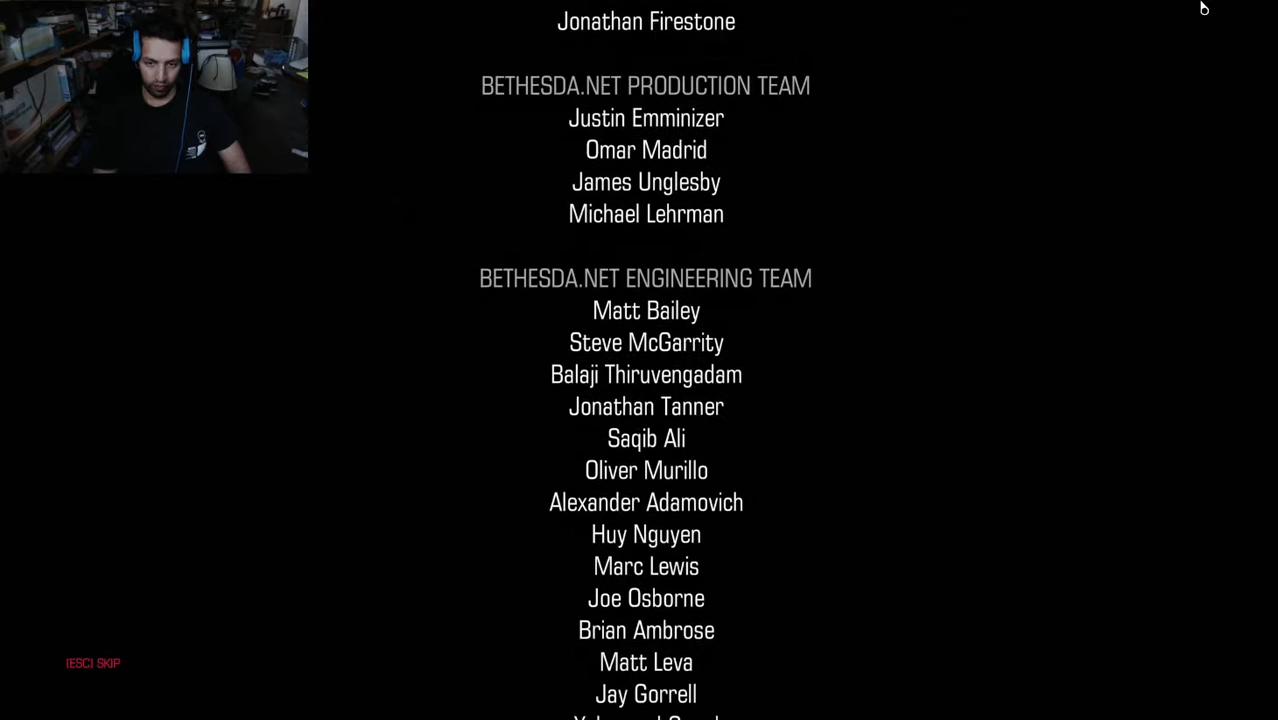 Jonathan Firestone
BETHESDA.NET PRODUCTION TEAM
Justin Emminizer
Omar Madrid
James Unglesby
Michael Lehrman
BETHESDA.NET ENGINEERING TEAM
Matt Bailey
Steve McGarrity
Balaji Thiruvengadam
Jonathan Tanner
Saqib Ali
Oliver Murillo
Alexander Adamovich
Huy Nguyen
Marc Lewis
Joe Osborne
Brian Ambrose
Matt Leva
[ESC] SKIP
Jay Gorrell